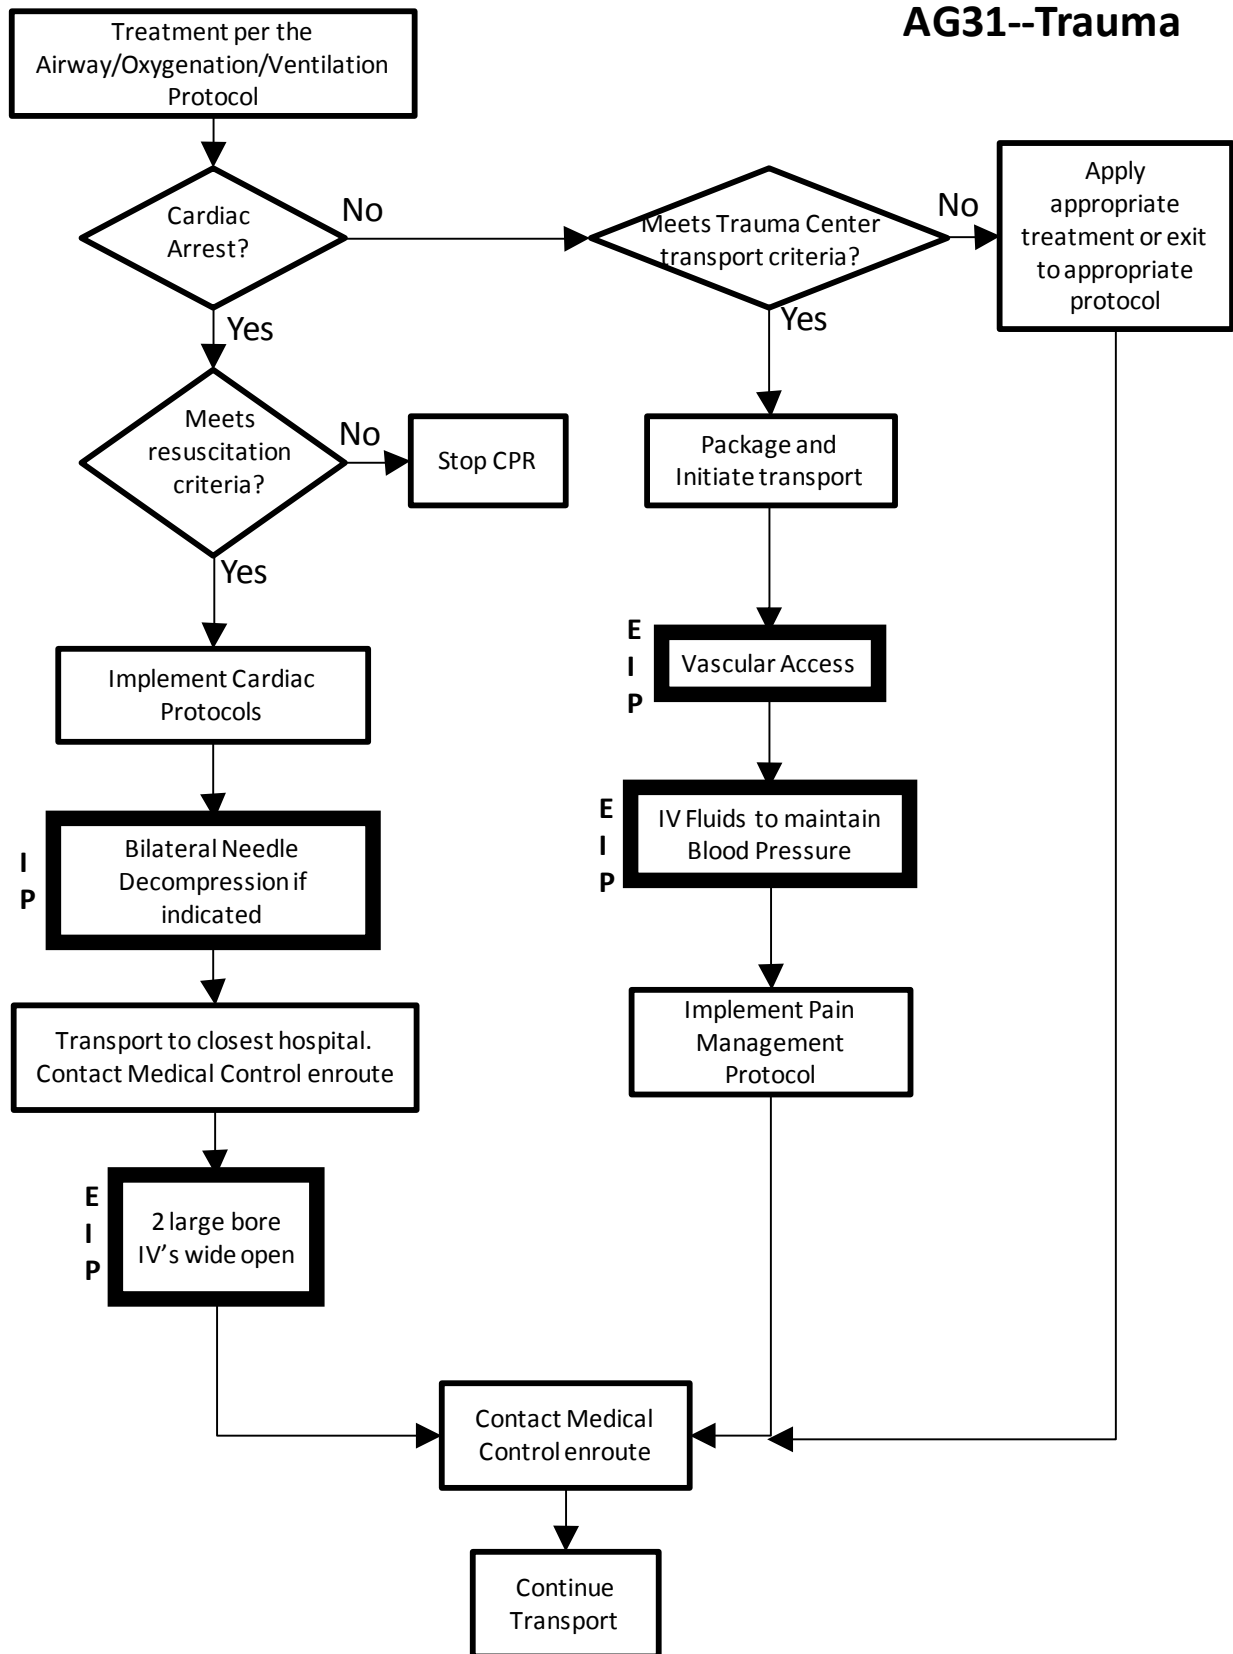 AG31--Trauma
Treatment per the
Airway/Oxygenation/Ventilation
Protocol
Cardiac
Arrest?
No
Meets Trauma Center
transport criteria?
No
Apply
appropriate
treatment or exit
to appropriate
protocol
Yes
Yes
Meets
resuscitation
criteria?
No
Stop CPR
Package and
Initiate transport
Yes
Implement Cardiac
Protocols
E
I
P
Vascular Access
I
P
Bilateral Needle
Decompression if
indicated
E
I
P
IV Fluids to maintain
Blood Pressure
Transport to closest hospital.
Contact Medical Control enroute
Implement Pain
Management
Protocol
E
I
P
2 large bore
IV's wide open
Contact Medical
Control enroute
Continue
Transport